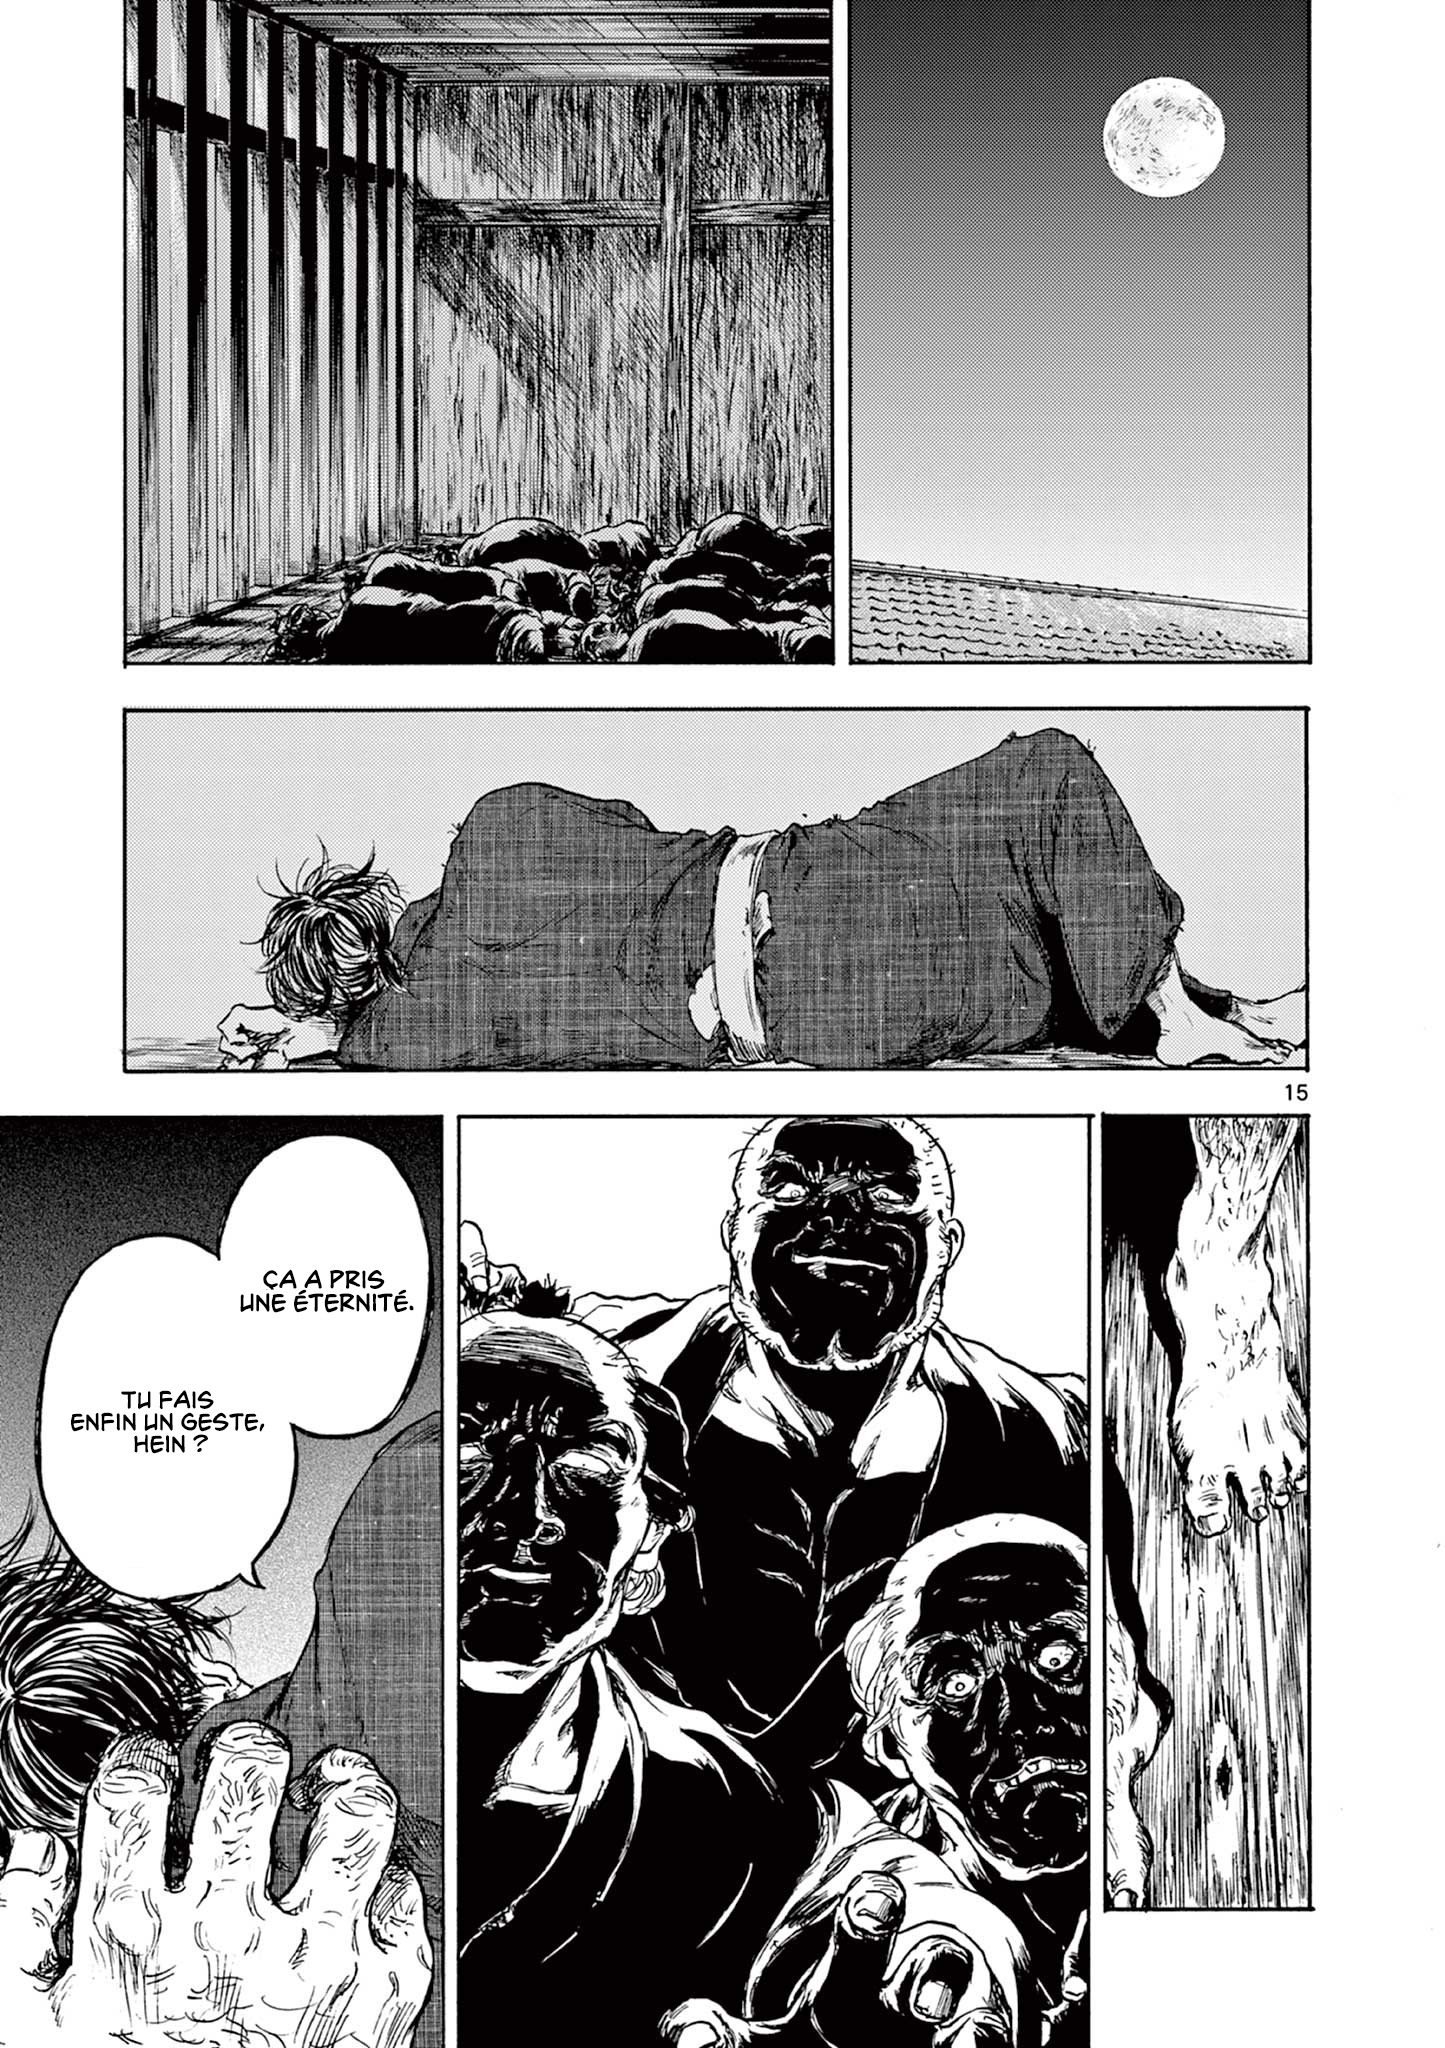 15
ÇA A PRIS
UNE ÉTERNITÉ.
TU FAIS
ENFIN UN GESTE,
HEIN ?